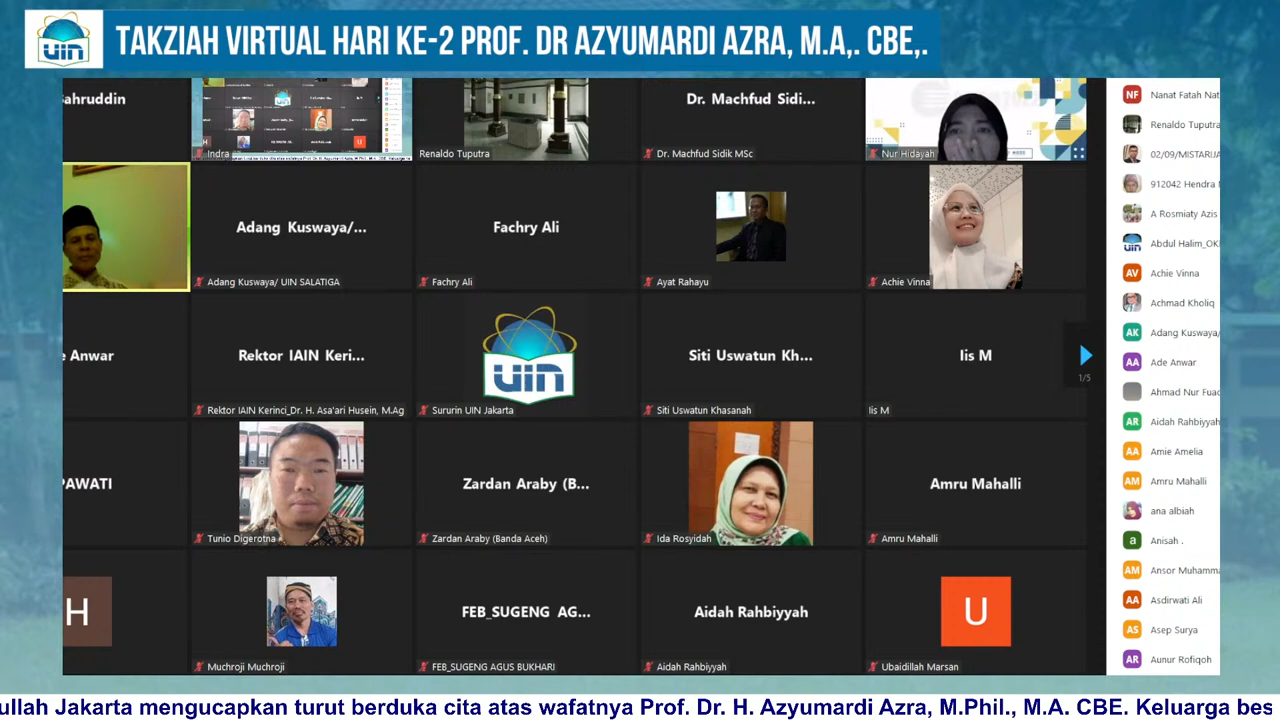 uin
TAKZIAH VIRTUAL HARI KE-2 PROF. DR AZYUMARDI AZRA, M.A,. CBE,.
Sahruddin
Indra
Renaldo Tuputra
Dr. Machfud Sidi...
Dr. Machfud Sidik MSc
Nur Hidayah
Adang Kuswaya/...
Adang Kuswaya/ UIN SALATIGA
Fachry Ali
Fachry Ali
Ayat Rahayu
Achie Vinna
e Anwar
Rektor IAIN Keri...
Rektor IAIN Kerinci_Dr. H. Asa'ari Husein, M.Ag
uin
Sururin UIN Jakarta
Siti Uswatun Kh...
Siti Uswatun Khasanah
Iis M
Iis M
1/5
PAWATI
Tunio Digerotna
Zardan Araby (B...
Zardan Araby (Banda Aceh)
Ida Rosyidah
Amru Mahalli
Amru Mahalli
H
Muchroji Muchroji
FEB_SUGENG AG...
FEB_SUGENG AGUS BUKHARI
Aidah Rahbiyyah
Aidah Rahbiyyah
U
Ubaidillah Marsan
NF Nanat Fatah Nat
Renaldo Tuputra
02/09/MISTARIJA
912042 Hendra
A Rosmiaty Azis
Abdul Halim_OK
AV Achie Vinna
Achmad Kholiq
AK Adang Kuswaya/
AA Ade Anwar
Ahmad Nur Fuad
AR Aidah Rahbiyyah
AA Amie Amelia
AM Amru Mahalli
ana albiah
a Anisah .
AM Ansor Muhamma
AA Asdirwati Ali
AS Asep Surya
AR Aunur Rofiqoh
ullah Jakarta mengucapkan turut berduka cita atas wafatnya Prof. Dr. H. Azyumardi Azra, M.Phil., M.A. CBE. Keluarga bes